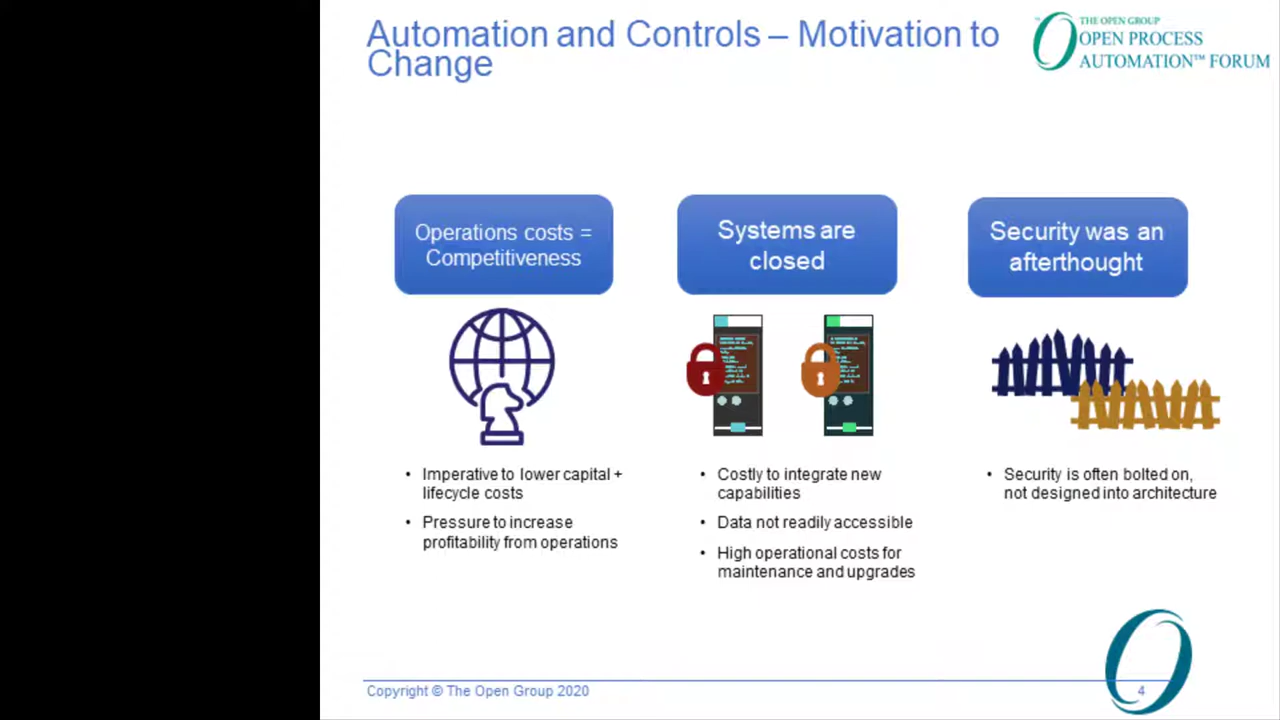 Automation and Controls – Motivation to
Change
THE OPEN GROUP
OPEN PROCESS
AUTOMATION™ FORUM
Operations costs =
Competitiveness
Systems are
closed
Security was an
afterthought
• Imperative to lower capital +
lifecycle costs
• Pressure to increase
profitability from operations
• Costly to integrate new
capabilities
• Data not readily accessible
• High operational costs for
maintenance and upgrades
• Security is often bolted on,
not designed into architecture
Copyright © The Open Group 2020
4